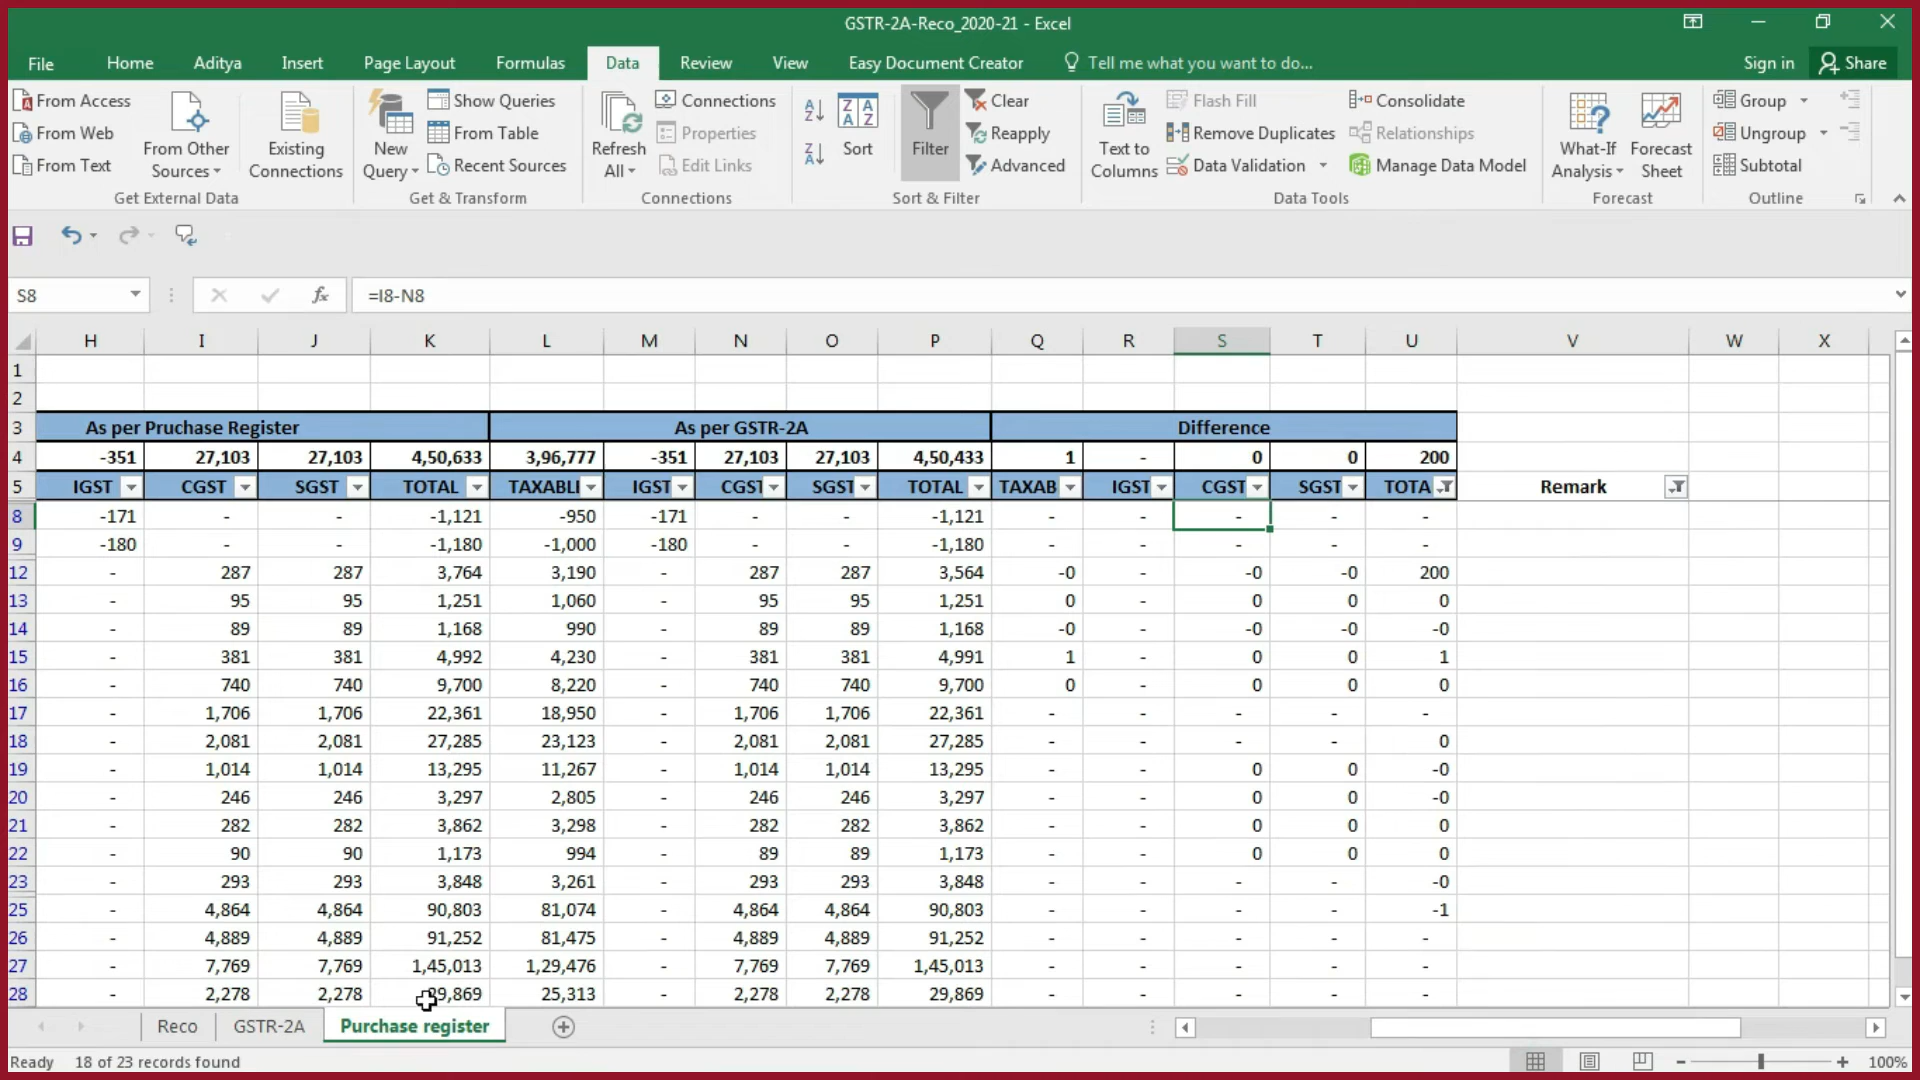 GSTR-2A-Reco_2020-21 - Excel
File Home Aditya Insert Page Layout Formulas Data Review View Easy Document Creator Tell me what you want to do... Sign in Share
From Access
From Web
From Text
From Other Sources
Existing Connections
Get External Data
New Query
Show Queries
From Table
Recent Sources
Get & Transform
Refresh All
Connections
Properties
Edit Links
Connections
Sort
Filter
Clear
Reapply
Advanced
Sort & Filter
Text to Columns
Flash Fill
Remove Duplicates
Data Validation
Consolidate
Relationships
Manage Data Model
Data Tools
What-If Analysis
Forecast Sheet
Forecast
Group
Ungroup
Subtotal
Outline
S8 fx =I8-N8
H I J K L M N O P Q R S T U V W X
1
2
3 As per Pruchase Register As per GSTR-2A Difference
4 -351 27,103 27,103 4,50,633 3,96,777 -351 27,103 27,103 4,50,433 1 - 0 0 200
5 IGST CGST SGST TOTAL TAXABLI IGST CGST SGST TOTAL TAXAB IGST CGST SGST TOTA Remark
8 -171 - - -1,121 -950 -171 - - -1,121 - - - - -
9 -180 - - -1,180 -1,000 -180 - - -1,180 - - - - -
12 - 287 287 3,764 3,190 - 287 287 3,564 -0 - -0 -0 200
13 - 95 95 1,251 1,060 - 95 95 1,251 0 - 0 0 0
14 - 89 89 1,168 990 - 89 89 1,168 -0 - -0 -0 -0
15 - 381 381 4,992 4,230 - 381 381 4,991 1 - 0 0 1
16 - 740 740 9,700 8,220 - 740 740 9,700 0 - 0 0 0
17 - 1,706 1,706 22,361 18,950 - 1,706 1,706 22,361 - - - - -
18 - 2,081 2,081 27,285 23,123 - 2,081 2,081 27,285 - - - - 0
19 - 1,014 1,014 13,295 11,267 - 1,014 1,014 13,295 - - 0 0 -0
20 - 246 246 3,297 2,805 - 246 246 3,297 - - 0 0 -0
21 - 282 282 3,862 3,298 - 282 282 3,862 - - 0 0 0
22 - 90 90 1,173 994 - 89 89 1,173 - - 0 0 0
23 - 293 293 3,848 3,261 - 293 293 3,848 - - - - -0
25 - 4,864 4,864 90,803 81,074 - 4,864 4,864 90,803 - - - - -1
26 - 4,889 4,889 91,252 81,475 - 4,889 4,889 91,252 - - - - -
27 - 7,769 7,769 1,45,013 1,29,476 - 7,769 7,769 1,45,013 - - - - -
28 - 2,278 2,278 29,869 25,313 - 2,278 2,278 29,869 - - - - -
Reco GSTR-2A Purchase register
Ready 18 of 23 records found 100%